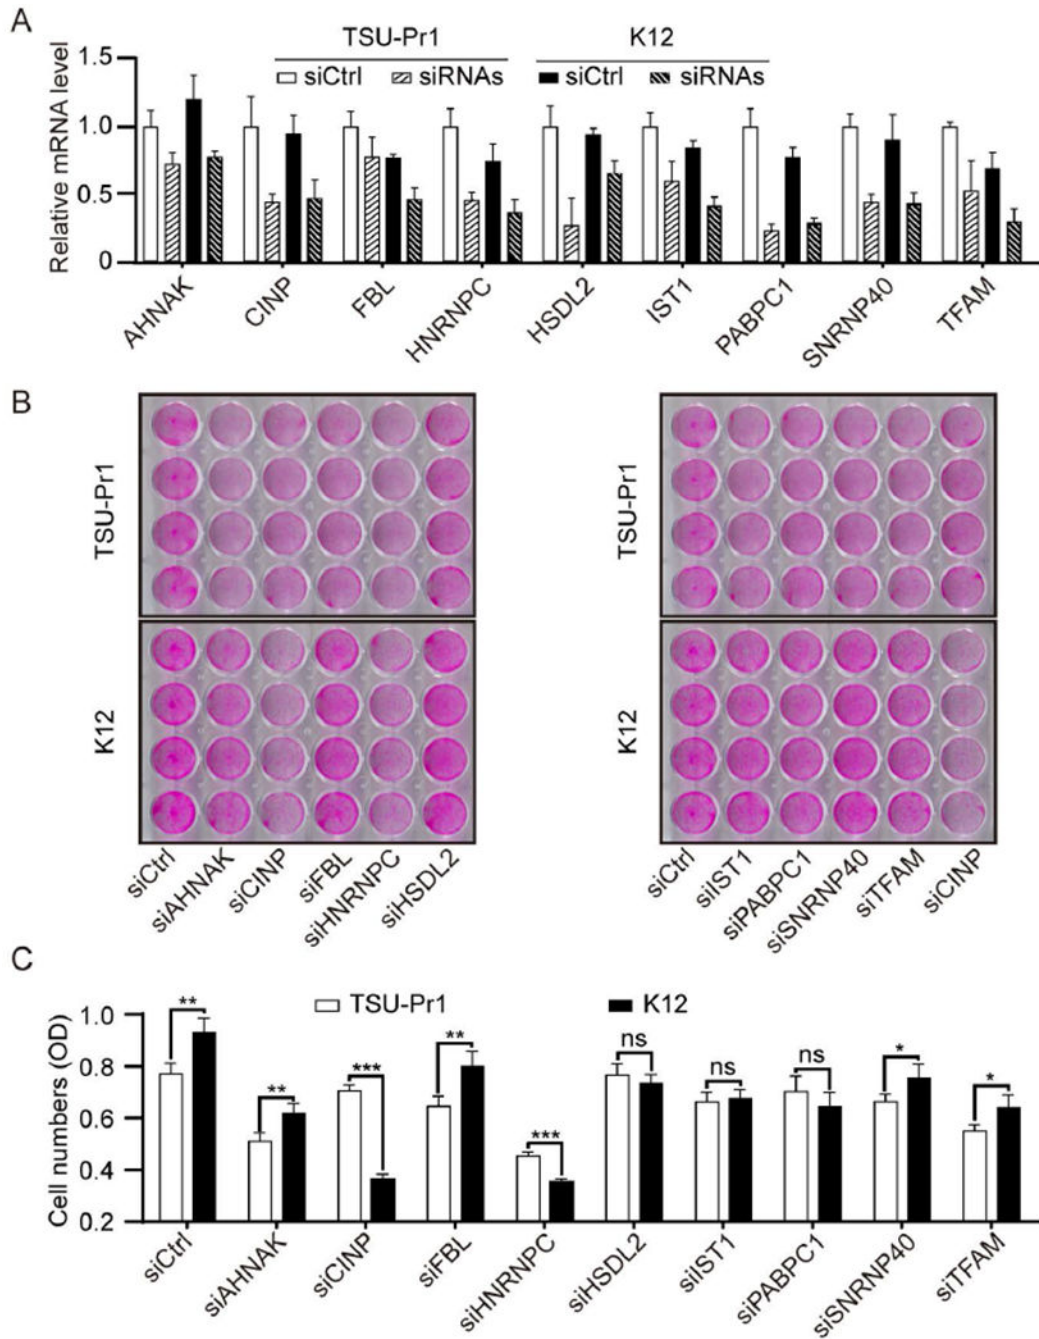 A
TSU-Pr1 K12
siCtrl siRNAs siCtrl siRNAs
Relative mRNA level
1.5
1.0
0.5
0
AHNAK CINP FBL HNRNPC HSDL2 IST1 PABPC1 SNRNP40 TFAM
B
TSU-Pr1 TSU-Pr1
K12 K12
siCtrl siAHNAK siCINP siFBL siHNRNPC siHSDL2 siCtrl siIST1 siPABPC1 siSNRNP40 siTFAM siCINP
C
TSU-Pr1 K12
Cell numbers (OD)
1.0
0.8
0.6
0.4
0.2
** ** *** ** *** ns ns ns * *
siCtrl siAHNAK siCINP siFBL siHNRNPC siHSDL2 siIST1 siPABPC1 siSNRNP40 siTFAM